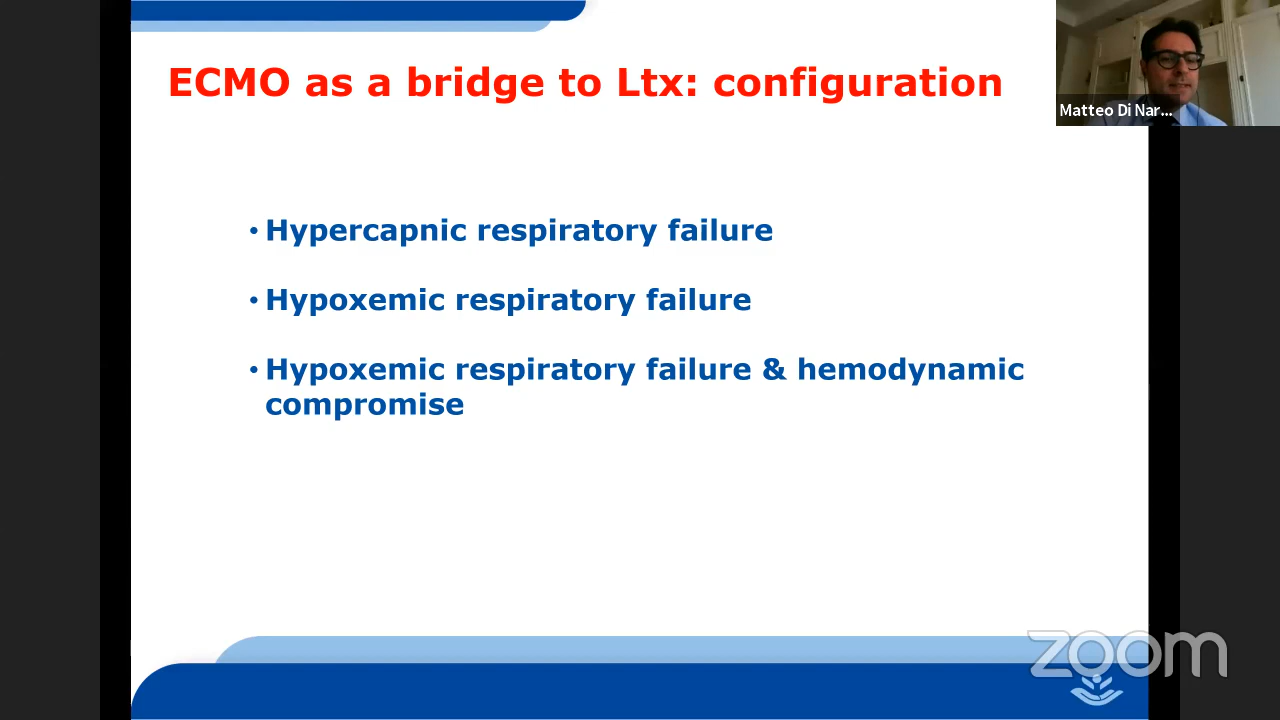 ECMO as a bridge to Ltx: configuration
Matteo Di Nar...
• Hypercapnic respiratory failure
• Hypoxemic respiratory failure
• Hypoxemic respiratory failure & hemodynamic
compromise
zoom